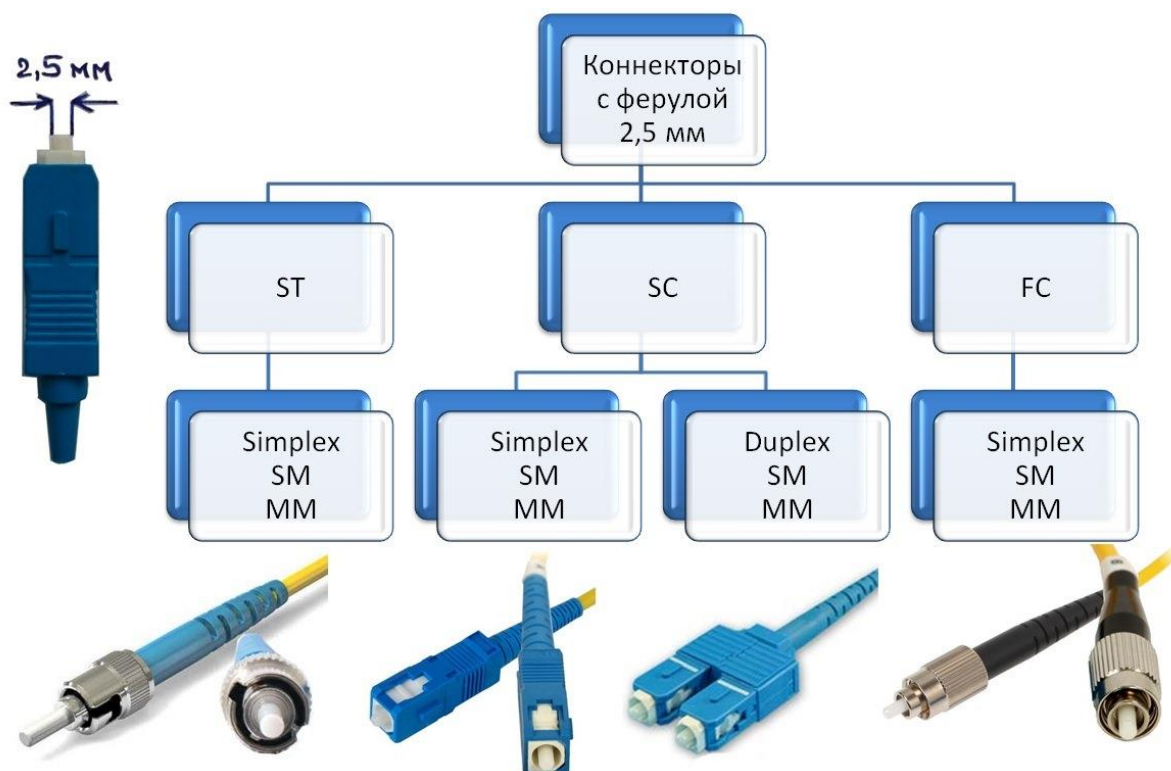 2,5 мм
Коннекторы
с ферулой
2,5 мм
ST
SC
FC
Simplex
SM
MM
Simplex
SM
MM
Duplex
SM
MM
Simplex
SM
MM